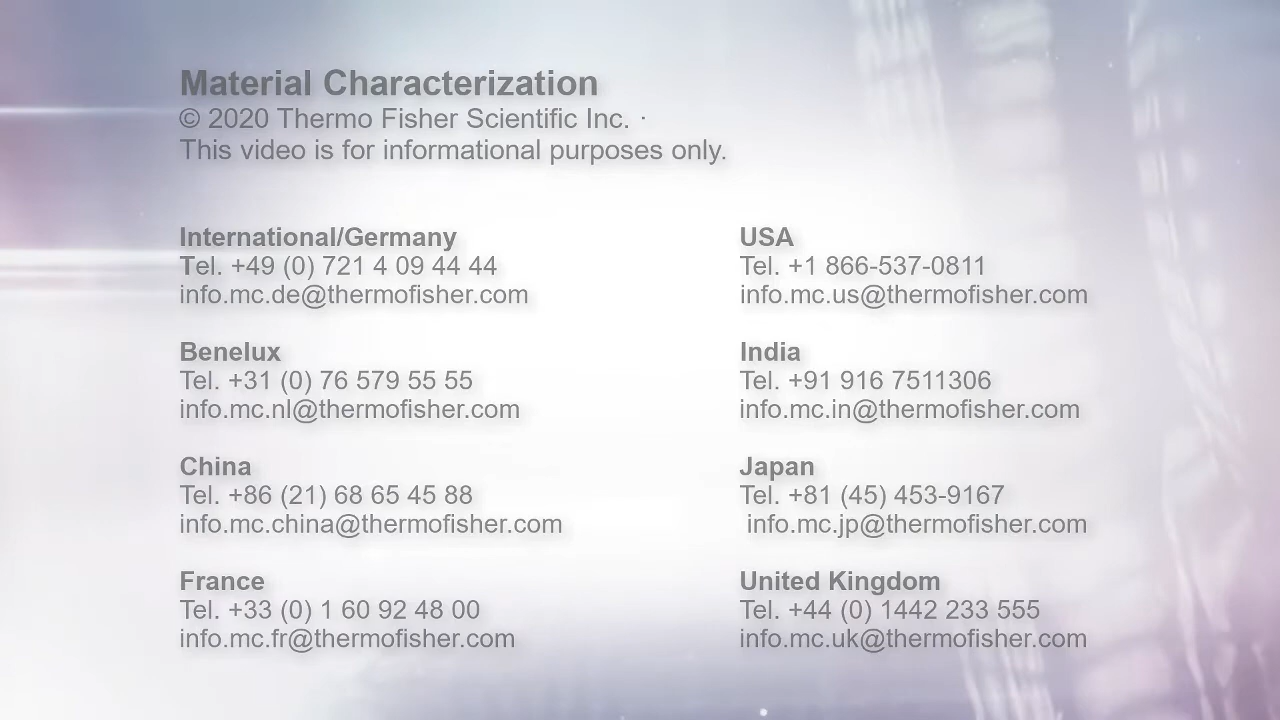 Material Characterization
© 2020 Thermo Fisher Scientific Inc. ·
This video is for informational purposes only.
International/Germany
Tel. +49 (0) 721 4 09 44 44
info.mc.de@thermofisher.com
Benelux
Tel. +31 (0) 76 579 55 55
info.mc.nl@thermofisher.com
China
Tel. +86 (21) 68 65 45 88
info.mc.china@thermofisher.com
France
Tel. +33 (0) 1 60 92 48 00
info.mc.fr@thermofisher.com
USA
Tel. +1 866-537-0811
info.mc.us@thermofisher.com
India
Tel. +91 916 7511306
info.mc.in@thermofisher.com
Japan
Tel. +81 (45) 453-9167
info.mc.jp@thermofisher.com
United Kingdom
Tel. +44 (0) 1442 233 555
info.mc.uk@thermofisher.com